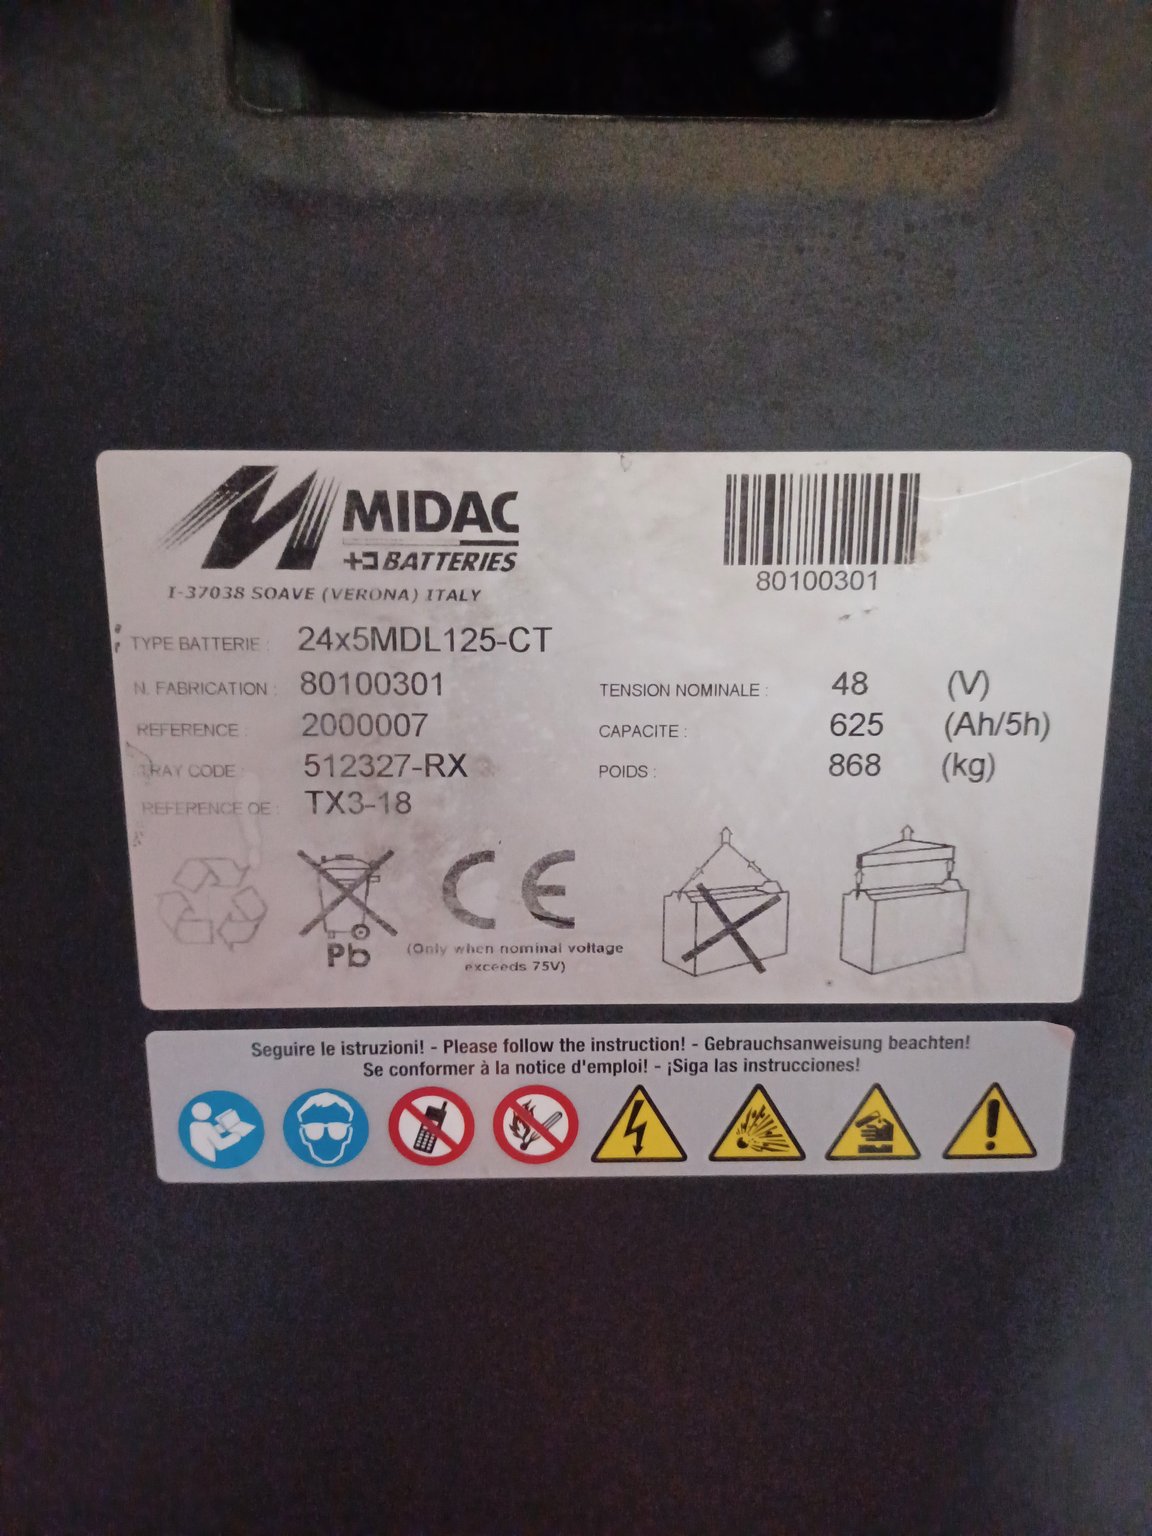 MIDAC
BATTERIES
I-37038 SOAVE (VERONA) ITALY
80100301
TYPE BATTERIE : 24x5MDL125-CT
N. FABRICATION : 80100301
TENSION NOMINALE : 48 (V)
REFERENCE : 2000007
CAPACITE : 625 (Ah/5h)
TRAY CODE : 512327-RX
POIDS : 868 (kg)
REFERENCE OE : TX3-18
Pb
CE
(Only when nominal voltage
exceeds 75V)
Seguire le istruzioni! - Please follow the instruction! - Gebrauchsanweisung beachten!
Se conformer à la notice d'emploi! - ¡Siga las instrucciones!